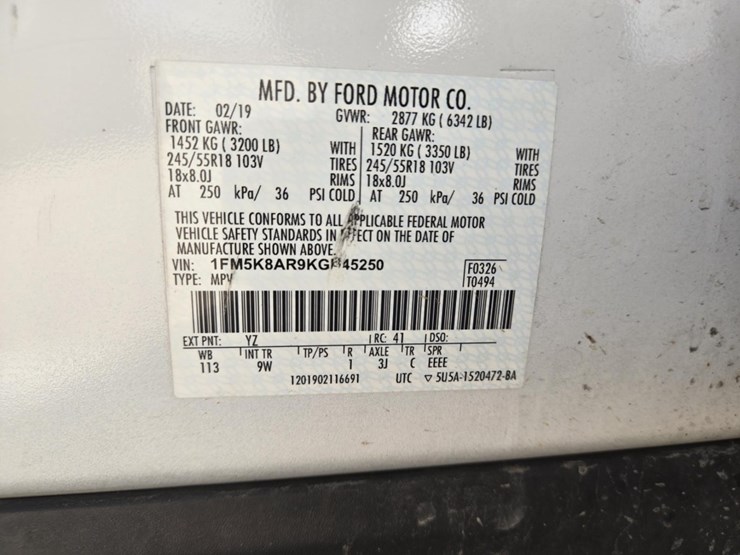 MFD. BY FORD MOTOR CO.
DATE: 02/19 GVWR: 2877 KG ( 6342 LB)
FRONT GAWR: REAR GAWR:
1452 KG ( 3200 LB) WITH 1520 KG ( 3350 LB) WITH
245/55R18 103V TIRES 245/55R18 103V TIRES
18x8.0J RIMS 18x8.0J RIMS
AT 250 kPa/ 36 PSI COLD AT 250 kPa/ 36 PSI COLD
THIS VEHICLE CONFORMS TO ALL APPLICABLE FEDERAL MOTOR
VEHICLE SAFETY STANDARDS IN EFFECT ON THE DATE OF
MANUFACTURE SHOWN ABOVE.
VIN: 1FM5K8AR9KGB45250 F0326
TYPE: MPV T0494
EXT PNT: YZ RC: 41 DSO:
WB INT TR TP/PS R AXLE TR SPR
113 9W 1 3J C EEEE
1201902116691 UTC ▽ 5U5A-1520472-BA